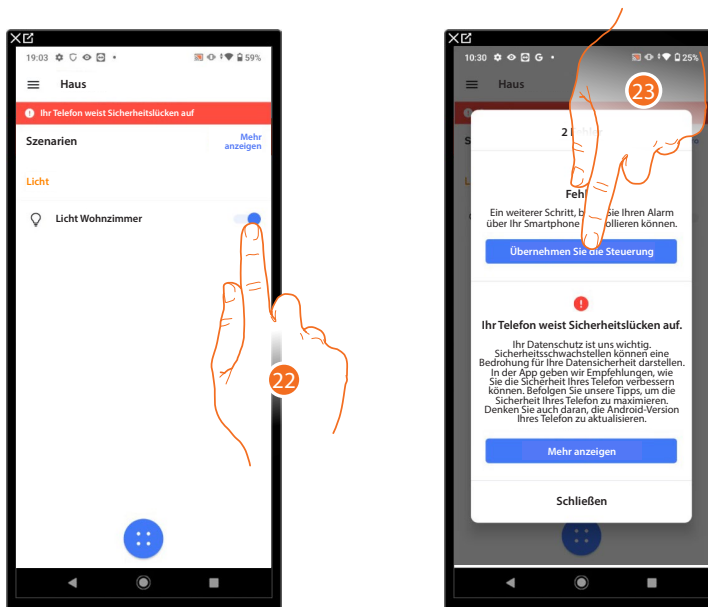 19:03 59%
Haus
Ihr Telefon weist Sicherheitslücken auf
Szenarien
Mehr
anzeigen
Licht
Licht Wohnzimmer
22
10:30 G 25%
Haus
23
2
Ein weiterer Schritt, Sie Ihren Alarm
über Ihr Smartphone können.
Übernehmen Sie die Steuerung
Ihr Telefon weist Sicherheitslücken auf.
Ihr Datenschutz ist uns wichtig.
Sicherheitsschwachstellen können eine
Bedrohung für Ihre Datensicherheit darstellen.
In der App geben wir Empfehlungen, wie
Sie die Sicherheit Ihres Telefon verbessern
können. Befolgen Sie unsere Tipps, um die
Sicherheit Ihres Telefon zu maximieren.
Denken Sie auch daran, die Android-Version
Ihres Telefon zu aktualisieren.
Mehr anzeigen
Schließen